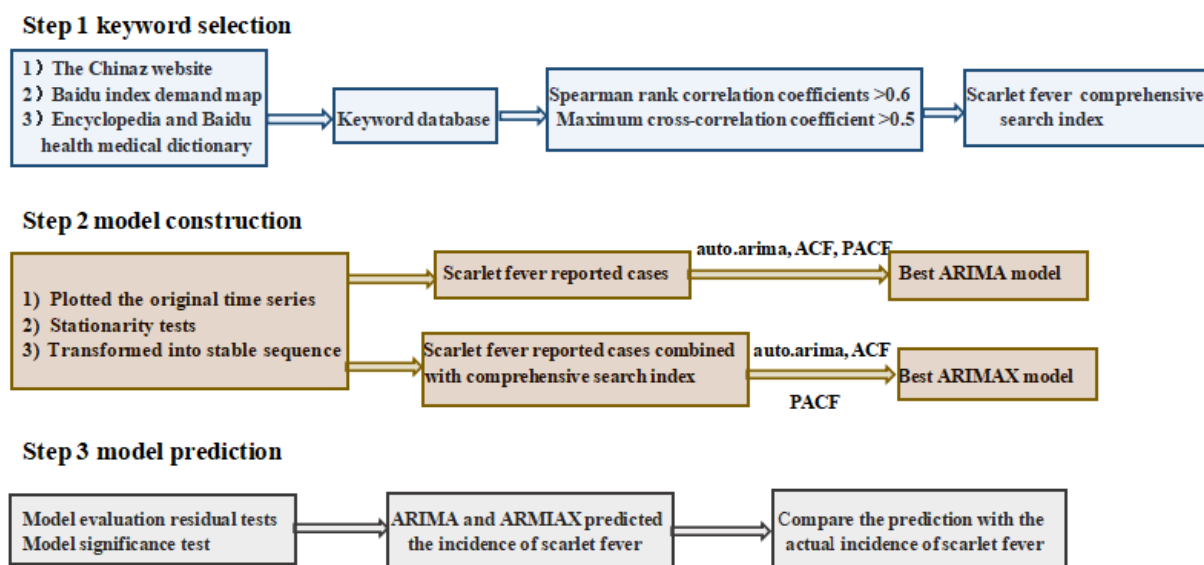 Step 1 keyword selection
1）The Chinaz website
2）Baidu index demand map
3）Encyclopedia and Baidu
health medical dictionary
Keyword database
Spearman rank correlation coefficients >0.6
Maximum cross-correlation coefficient >0.5
Scarlet fever comprehensive
search index
Step 2 model construction
1) Plotted the original time series
2) Stationarity tests
3) Transformed into stable sequence
Scarlet fever reported cases
auto.arima, ACF, PACF
Best ARIMA model
Scarlet fever reported cases combined
with comprehensive search index
auto.arima, ACF
PACF
Best ARIMAX model
Step 3 model prediction
Model evaluation residual tests
Model significance test
ARIMA and ARMIAX predicted
the incidence of scarlet fever
Compare the prediction with the
actual incidence of scarlet fever